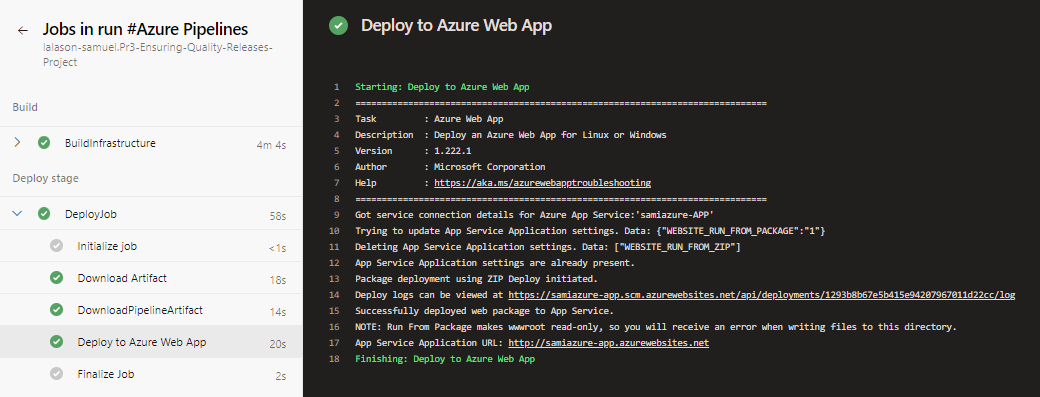 Jobs in run #Azure Pipelines
lalason-samuel.Pr3-Ensuring-Quality-Releases-
Project
Build
BuildInfrastructure 4m 4s
Deploy stage
DeployJob 58s
Initialize job <1s
Download Artifact 18s
DownloadPipelineArtifact 14s
Deploy to Azure Web App 20s
Finalize Job 2s
Deploy to Azure Web App
1 Starting: Deploy to Azure Web App
2 ==============================================================================
3 Task : Azure Web App
4 Description : Deploy an Azure Web App for Linux or Windows
5 Version : 1.222.1
6 Author : Microsoft Corporation
7 Help : https://aka.ms/azurewebapptroubleshooting
8 ==============================================================================
9 Got service connection details for Azure App Service:'samiazure-APP'
10 Trying to update App Service Application settings. Data: {"WEBSITE_RUN_FROM_PACKAGE":"1"}
11 Deleting App Service Application settings. Data: ["WEBSITE_RUN_FROM_ZIP"]
12 App Service Application settings are already present.
13 Package deployment using ZIP Deploy initiated.
14 Deploy logs can be viewed at https://samiazure-app.scm.azurewebsites.net/api/deployments/1293b8b67e5b415e94207967011d22cc/log
15 Successfully deployed web package to App Service.
16 NOTE: Run From Package makes wwwroot read-only, so you will receive an error when writing files to this directory.
17 App Service Application URL: http://samiazure-app.azurewebsites.net
18 Finishing: Deploy to Azure Web App